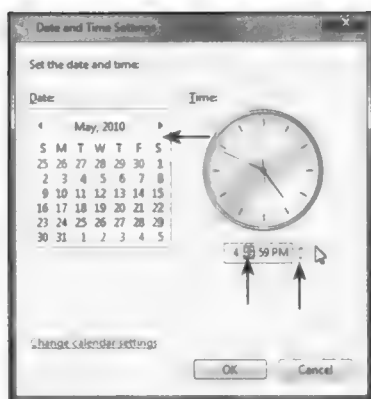 Date and Time Settings
Set the date and time:
Date:
Time:
May, 2010
S M T W T F S
25 26 27 28 29 30 1
2 3 4 5 6 7 8
9 10 11 12 13 14 15
16 17 18 19 20 21 22
23 24 25 26 27 28 29
30 31 1 2 3 4 5
4 59 PM
Change calendar settings
OK
Cancel